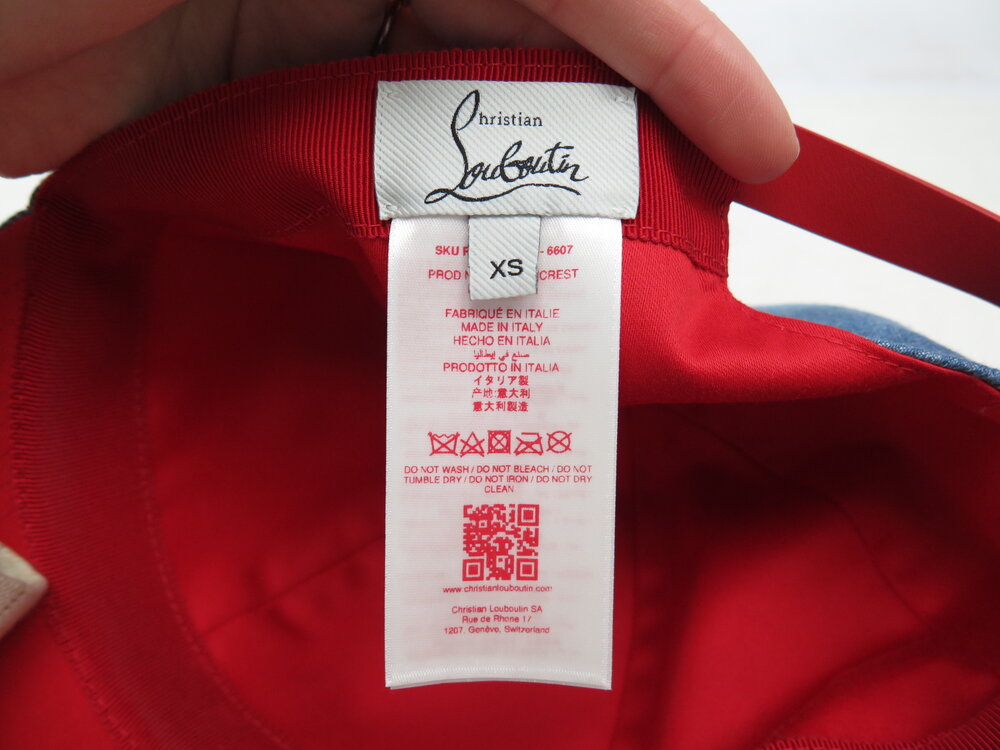 Christian
Louboutin
SKU
- 6607
PROD
CREST
XS
FABRIQUÉ EN ITALIE
MADE IN ITALY
HECHO EN ITALIA
صنع في إيطاليا
PRODOTTO IN ITALIA
イタリア製
产地:意大利
意大利製造
DO NOT WASH / DO NOT BLEACH / DO NOT
TUMBLE DRY / DO NOT IRON / DO NOT DRY
CLEAN
www.christianlouboutin.com
Christian Louboutin SA
Rue de Rhone 17
1207, Genève, Switzerland